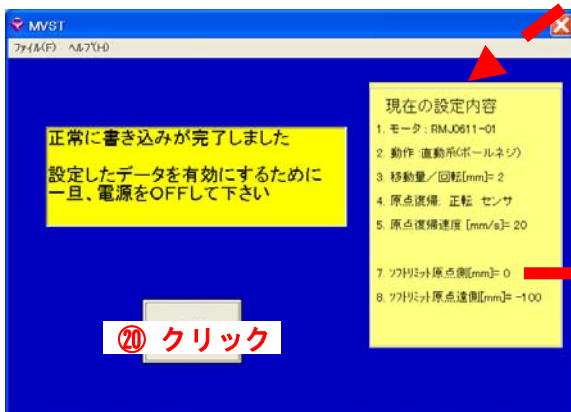 MVST
ファイル(F) ヘルプ(H)
正常に書き込みが完了しました
設定したデータを有効にするために
一旦、電源をOFFして下さい
⑳ クリック
現在の設定内容
1. モータ: RMJ0611-01
2. 動作 :直動系(ボールネジ)
3. 移動量/回転[mm]= 2
4. 原点復帰: 正転 センサ
5. 原点復帰速度 [mm/s]= 20
7. ソフトリミット原点側[mm]= 0
8. ソフトリミット原点遠側[mm]= -100